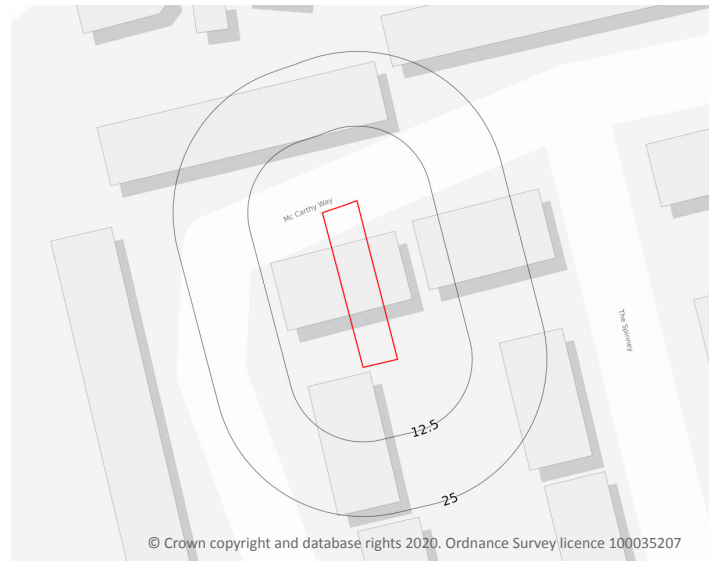 Mc Carthy Way
The Spinney
12.5
25
© Crown copyright and database rights 2020. Ordnance Survey licence 100035207